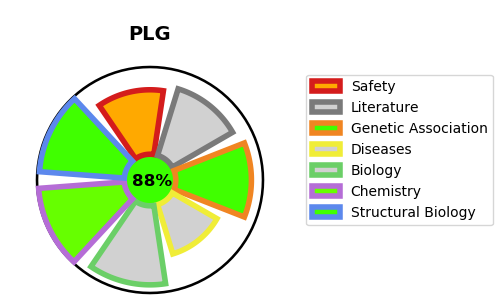 PLG
88%
Safety
Literature
Genetic Association
Diseases
Biology
Chemistry
Structural Biology